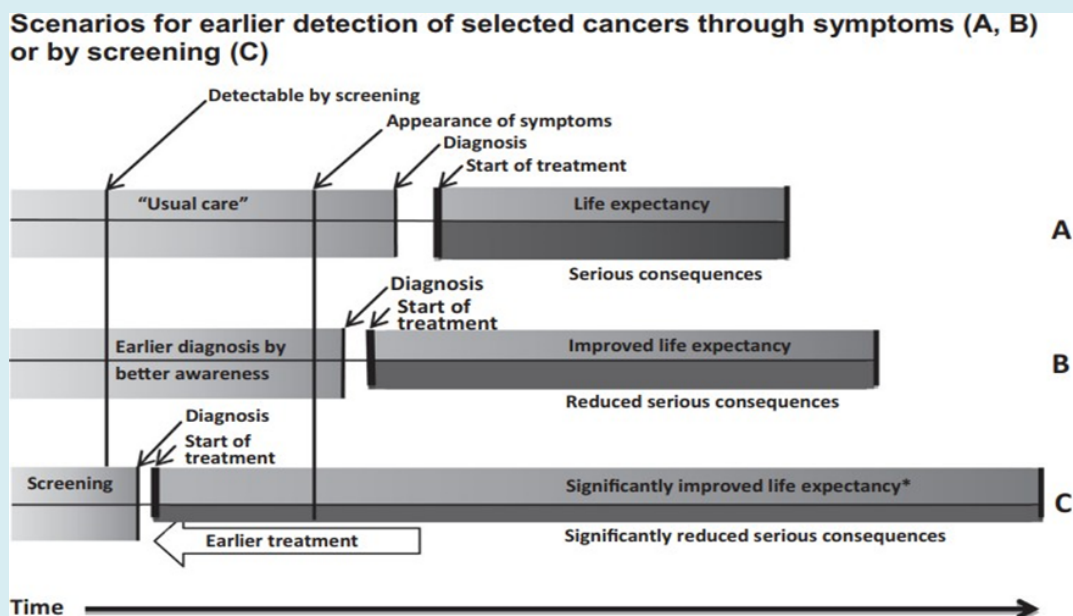 Scenarios for earlier detection of selected cancers through symptoms (A, B)
or by screening (C)
Detectable by screening
Appearance of symptoms
Diagnosis
Start of treatment
“Usual care”
Life expectancy
A
Serious consequences
Diagnosis
Start of
treatment
Earlier diagnosis by
better awareness
Improved life expectancy
B
Reduced serious consequences
Diagnosis
Start of
treatment
Screening
Significantly improved life expectancy*
C
Earlier treatment
Significantly reduced serious consequences
Time